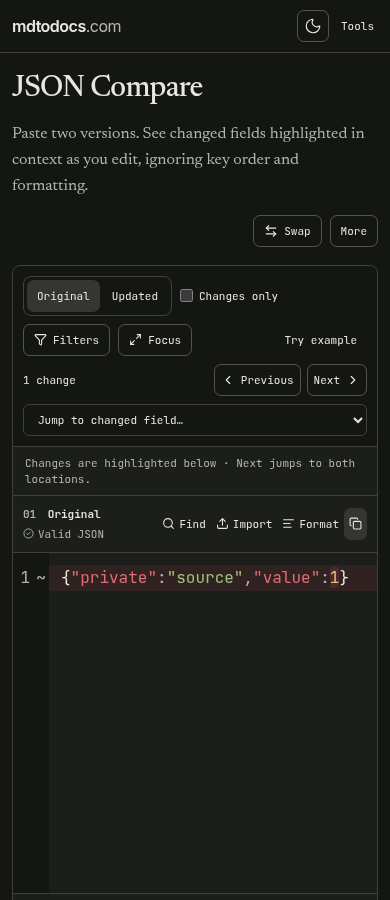 mdtodocs.com
Tools
JSON Compare
Paste two versions. See changed fields highlighted in
context as you edit, ignoring key order and
formatting.
Swap
More
Original
Updated
Changes only
Filters
Focus
Try example
1 change
Previous
Next
Jump to changed field…
Changes are highlighted below · Next jumps to both
locations.
01 Original
Valid JSON
Find
Import
Format
1 ~ {"private":"source","value":1}